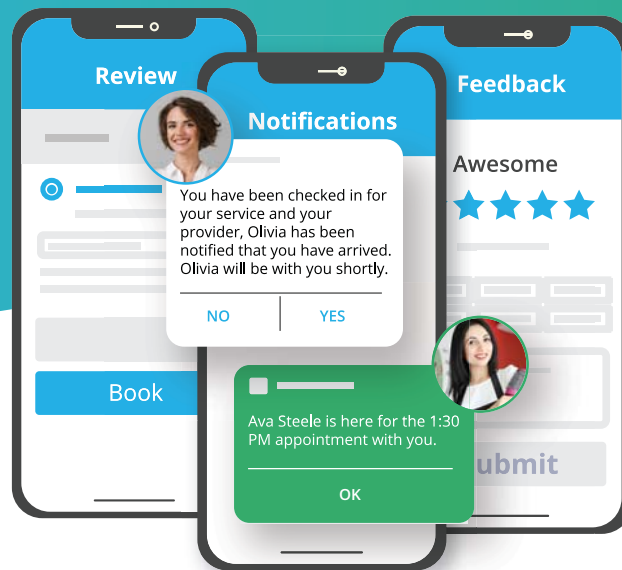 Review
Book
Notifications
You have been checked in for
your service and your
provider, Olivia has been
notified that you have arrived.
Olivia will be with you shortly.
NO YES
Ava Steele is here for the 1:30
PM appointment with you.
OK
Feedback
Awesome
ubmit